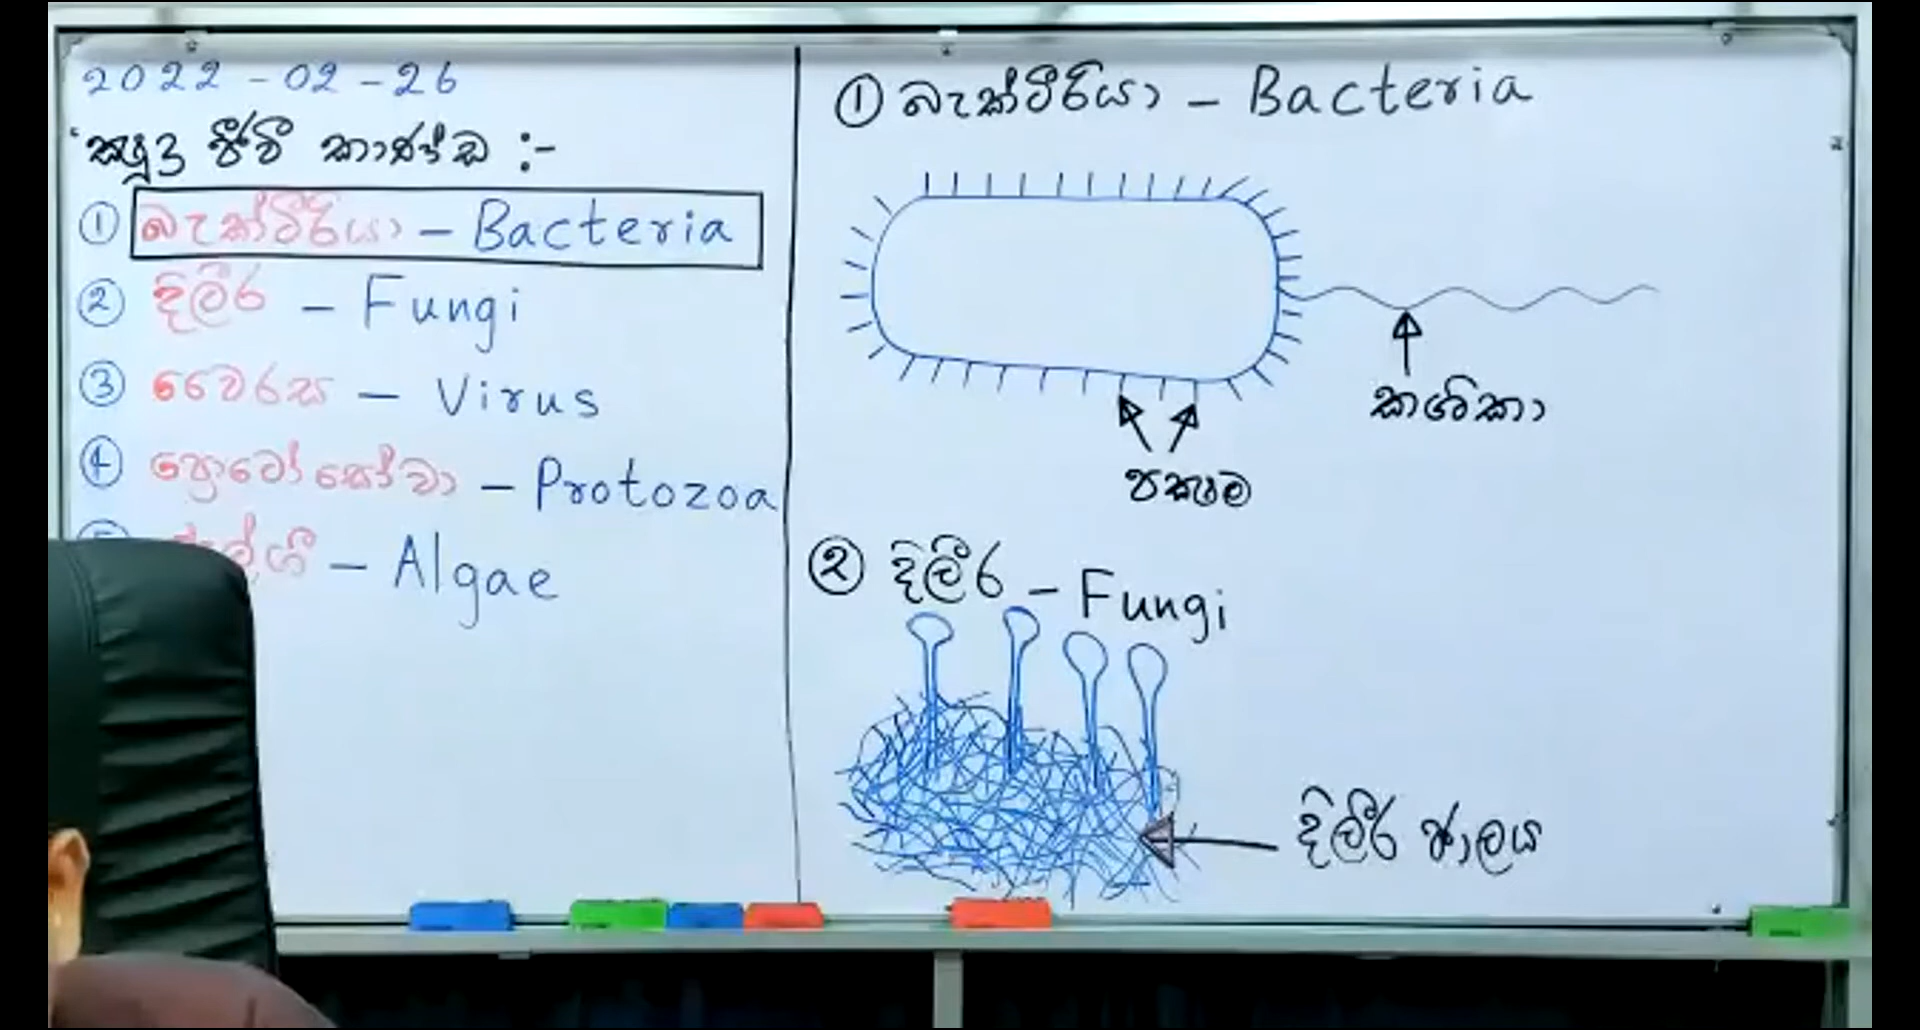 2022-02-26
ක්ෂුද්‍ර ජීවී කාණ්ඩ :-
① බැක්ටීරියා - Bacteria
② දිලීර - Fungi
③ වෛරස - Virus
④ ප්‍රොටෝසෝවා - Protozoa
ල්ගී - Algae
① බැක්ටීරියා - Bacteria
කශිකා
පක්ෂ්ම
② දිලීර - Fungi
දිලීර ජාලය